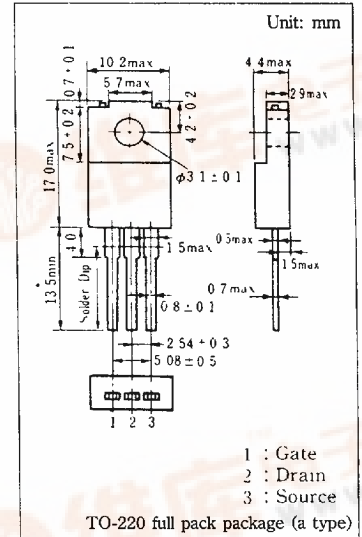 Unit: mm
10.2max
5.7max
4.4max
2.9max
0.7±0.1
4.2±0.2
7.5±0.2
17.0max
φ3.1±0.1
4.0
1.5max
0.5max
1.5max
13.5min
*
Solder Dip
0.8±0.1
0.7max
2.54±0.3
5.08±0.5
1 2 3
1 : Gate
2 : Drain
3 : Source
TO-220 full pack package (a type)